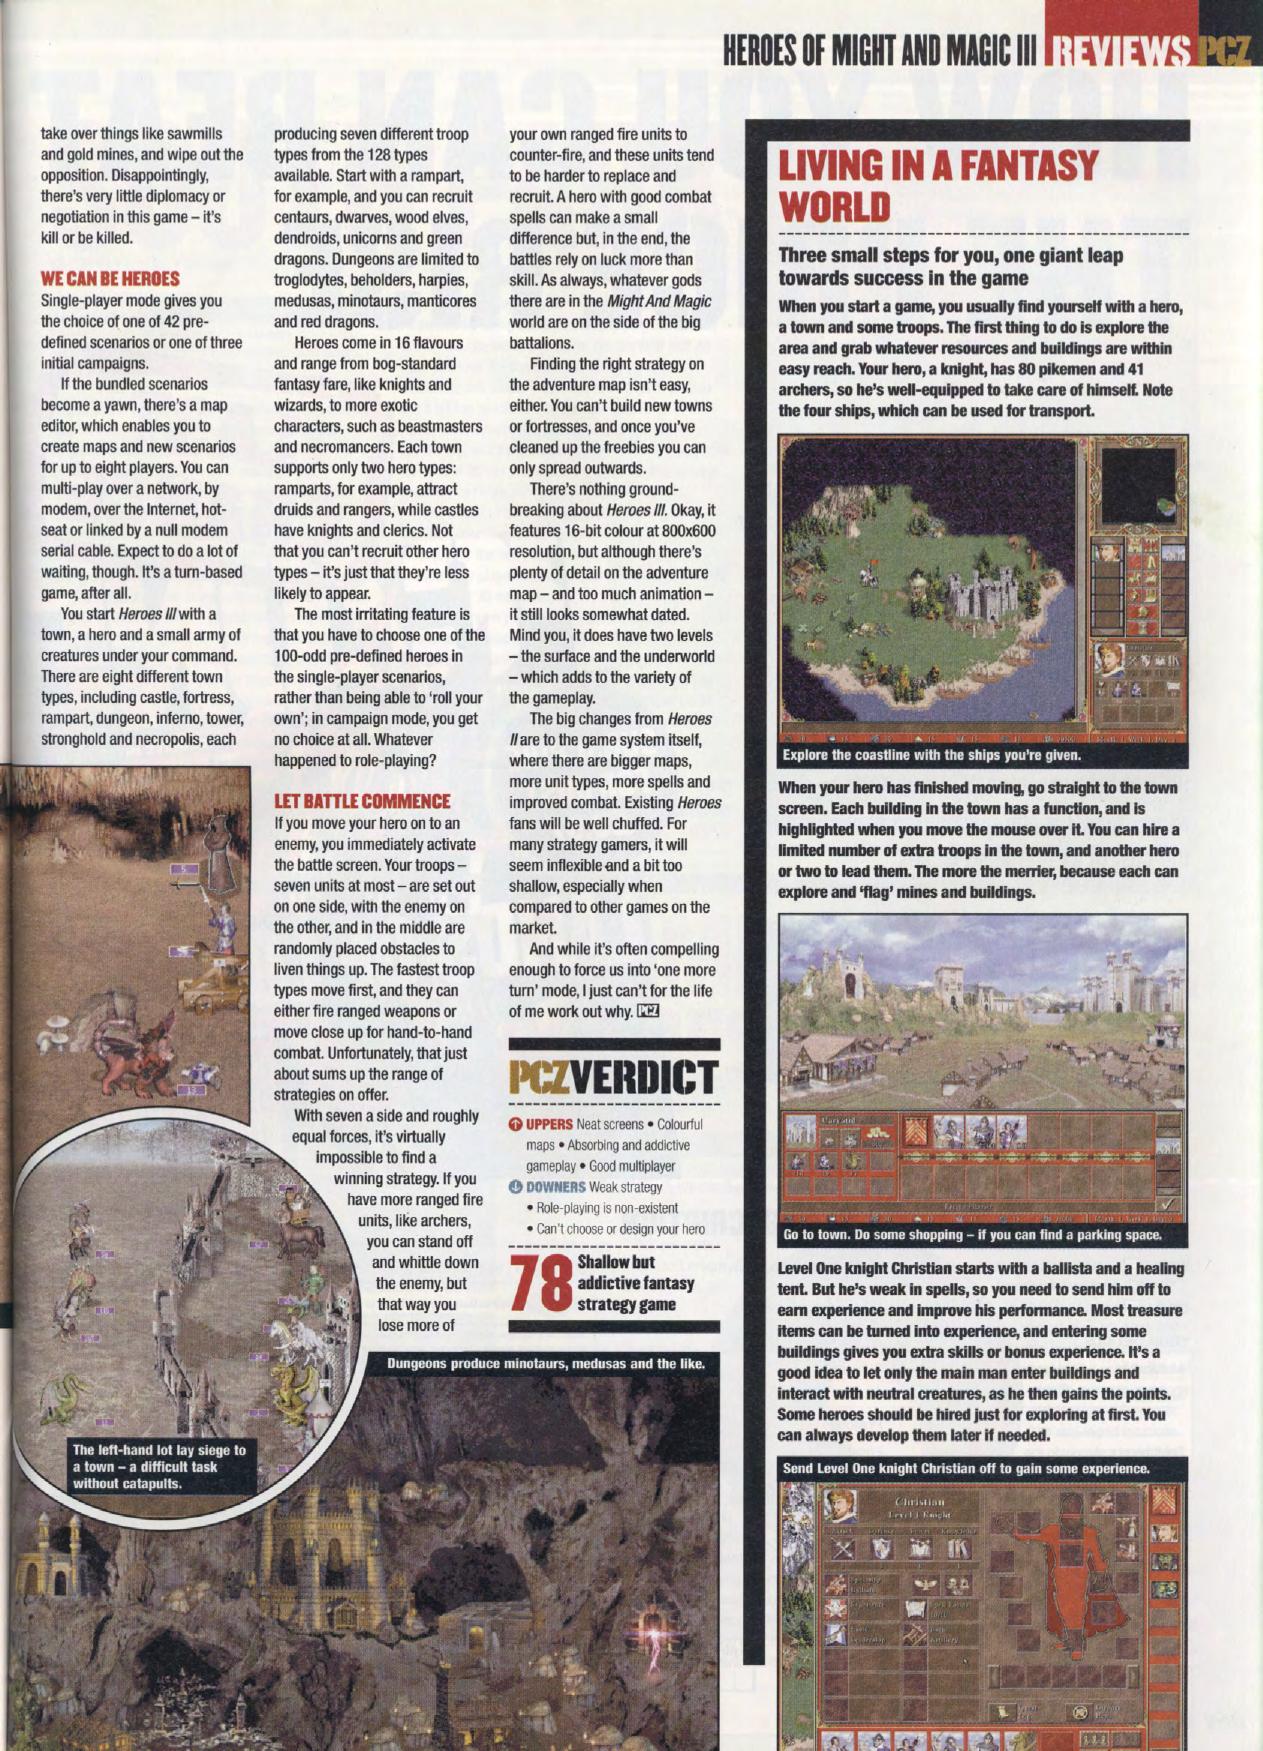 HEROES OF MIGHT AND MAGIC III REVIEWS PCZ
take over things like sawmills
and gold mines, and wipe out the
opposition. Disappointingly,
there's very little diplomacy or
negotiation in this game – it's
kill or be killed.
WE CAN BE HEROES
Single-player mode gives you
the choice of one of 42 pre-
defined scenarios or one of three
initial campaigns.
If the bundled scenarios
become a yawn, there's a map
editor, which enables you to
create maps and new scenarios
for up to eight players. You can
multi-play over a network, by
modem, over the Internet, hot-
seat or linked by a null modem
serial cable. Expect to do a lot of
waiting, though. It's a turn-based
game, after all.
You start Heroes III with a
town, a hero and a small army of
creatures under your command.
There are eight different town
types, including castle, fortress,
rampart, dungeon, inferno, tower,
stronghold and necropolis, each
producing seven different troop
types from the 128 types
available. Start with a rampart,
for example, and you can recruit
centaurs, dwarves, wood elves,
dendroids, unicorns and green
dragons. Dungeons are limited to
troglodytes, beholders, harpies,
medusas, minotaurs, manticores
and red dragons.
Heroes come in 16 flavours
and range from bog-standard
fantasy fare, like knights and
wizards, to more exotic
characters, such as beastmasters
and necromancers. Each town
supports only two hero types:
ramparts, for example, attract
druids and rangers, while castles
have knights and clerics. Not
that you can't recruit other hero
types – it's just that they're less
likely to appear.
The most irritating feature is
that you have to choose one of the
100-odd pre-defined heroes in
the single-player scenarios,
rather than being able to 'roll your
own'; in campaign mode, you get
no choice at all. Whatever
happened to role-playing?
LET BATTLE COMMENCE
If you move your hero on to an
enemy, you immediately activate
the battle screen. Your troops –
seven units at most – are set out
on one side, with the enemy on
the other, and in the middle are
randomly placed obstacles to
liven things up. The fastest troop
types move first, and they can
either fire ranged weapons or
move close up for hand-to-hand
combat. Unfortunately, that just
about sums up the range of
strategies on offer.
With seven a side and roughly
equal forces, it's virtually
impossible to find a
winning strategy. If you
have more ranged fire
units, like archers,
you can stand off
and whittle down
the enemy, but
that way you
lose more of
your own ranged fire units to
counter-fire, and these units tend
to be harder to replace and
recruit. A hero with good combat
spells can make a small
difference but, in the end, the
battles rely on luck more than
skill. As always, whatever gods
there are in the Might And Magic
world are on the side of the big
battalions.
Finding the right strategy on
the adventure map isn't easy,
either. You can't build new towns
or fortresses, and once you've
cleaned up the freebies you can
only spread outwards.
There's nothing ground-
breaking about Heroes III. Okay, it
features 16-bit colour at 800x600
resolution, but although there's
plenty of detail on the adventure
map – and too much animation –
it still looks somewhat dated.
Mind you, it does have two levels
– the surface and the underworld
– which adds to the variety of
the gameplay.
The big changes from Heroes
II are to the game system itself,
where there are bigger maps,
more unit types, more spells and
improved combat. Existing Heroes
fans will be well chuffed. For
many strategy gamers, it will
seem inflexible and a bit too
shallow, especially when
compared to other games on the
market.
And while it's often compelling
enough to force us into 'one more
turn' mode, I just can't for the life
of me work out why. PCZ
PCZVERDICT
UPPERS Neat screens • Colourful
maps • Absorbing and addictive
gameplay • Good multiplayer
DOWNERS Weak strategy
• Role-playing is non-existent
• Can't choose or design your hero
78 Shallow but
addictive fantasy
strategy game
Dungeons produce minotaurs, medusas and the like.
The left-hand lot lay siege to
a town – a difficult task
without catapults.
LIVING IN A FANTASY
WORLD
Three small steps for you, one giant leap
towards success in the game
When you start a game, you usually find yourself with a hero,
a town and some troops. The first thing to do is explore the
area and grab whatever resources and buildings are within
easy reach. Your hero, a knight, has 80 pikemen and 41
archers, so he's well-equipped to take care of himself. Note
the four ships, which can be used for transport.
Explore the coastline with the ships you're given.
When your hero has finished moving, go straight to the town
screen. Each building in the town has a function, and is
highlighted when you move the mouse over it. You can hire a
limited number of extra troops in the town, and another hero
or two to lead them. The more the merrier, because each can
explore and 'flag' mines and buildings.
Go to town. Do some shopping – if you can find a parking space.
Level One knight Christian starts with a ballista and a healing
tent. But he's weak in spells, so you need to send him off to
earn experience and improve his performance. Most treasure
items can be turned into experience, and entering some
buildings gives you extra skills or bonus experience. It's a
good idea to let only the main man enter buildings and
interact with neutral creatures, as he then gains the points.
Some heroes should be hired just for exploring at first. You
can always develop them later if needed.
Send Level One knight Christian off to gain some experience.
Christian
Level 1 Knight